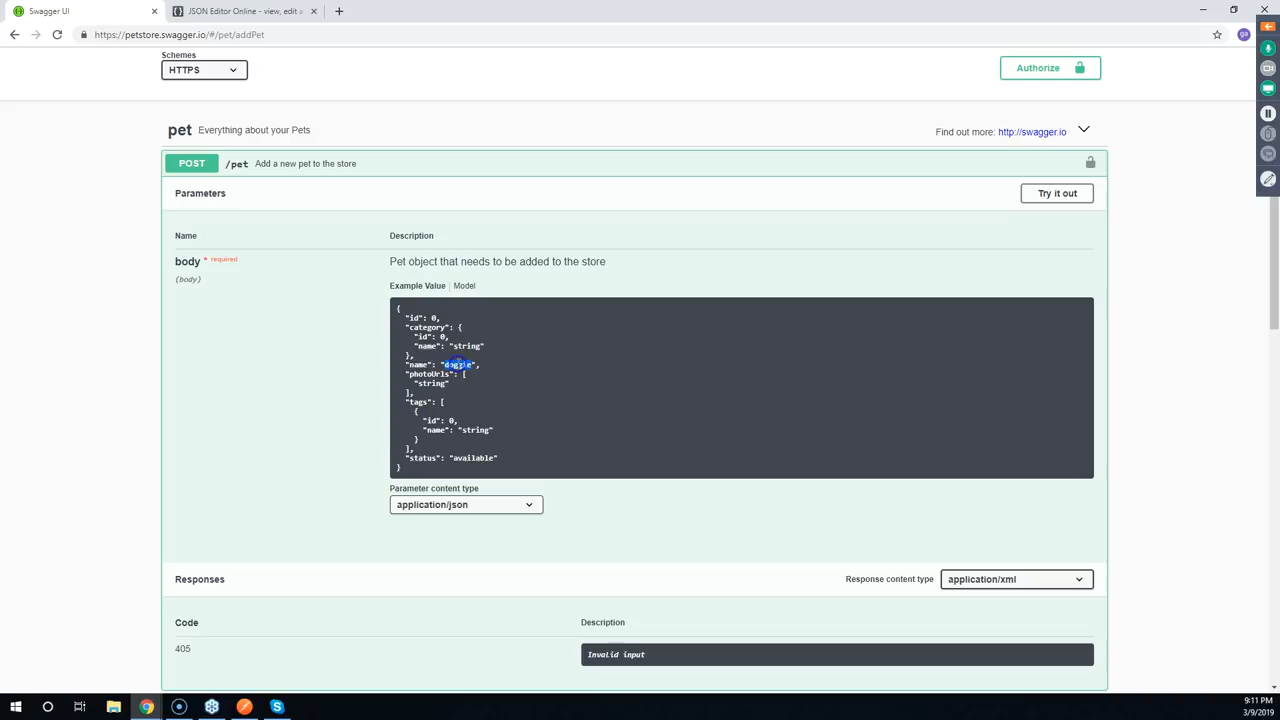 Swagger UI
JSON Editor Online - view, edit a
https://petstore.swagger.io/#/pet/addPet
ga
Schemes
HTTPS
Authorize
pet Everything about your Pets
Find out more: http://swagger.io
POST /pet Add a new pet to the store
Parameters
Try it out
Name Description
body * required
(body)
Pet object that needs to be added to the store
Example Value | Model
{
"id": 0,
"category": {
"id": 0,
"name": "string"
},
"name": "doggie",
"photoUrls": [
"string"
],
"tags": [
{
"id": 0,
"name": "string"
}
],
"status": "available"
}
Parameter content type
application/json
Responses
Response content type
application/xml
Code Description
405 Invalid input
9:11 PM
3/9/2019